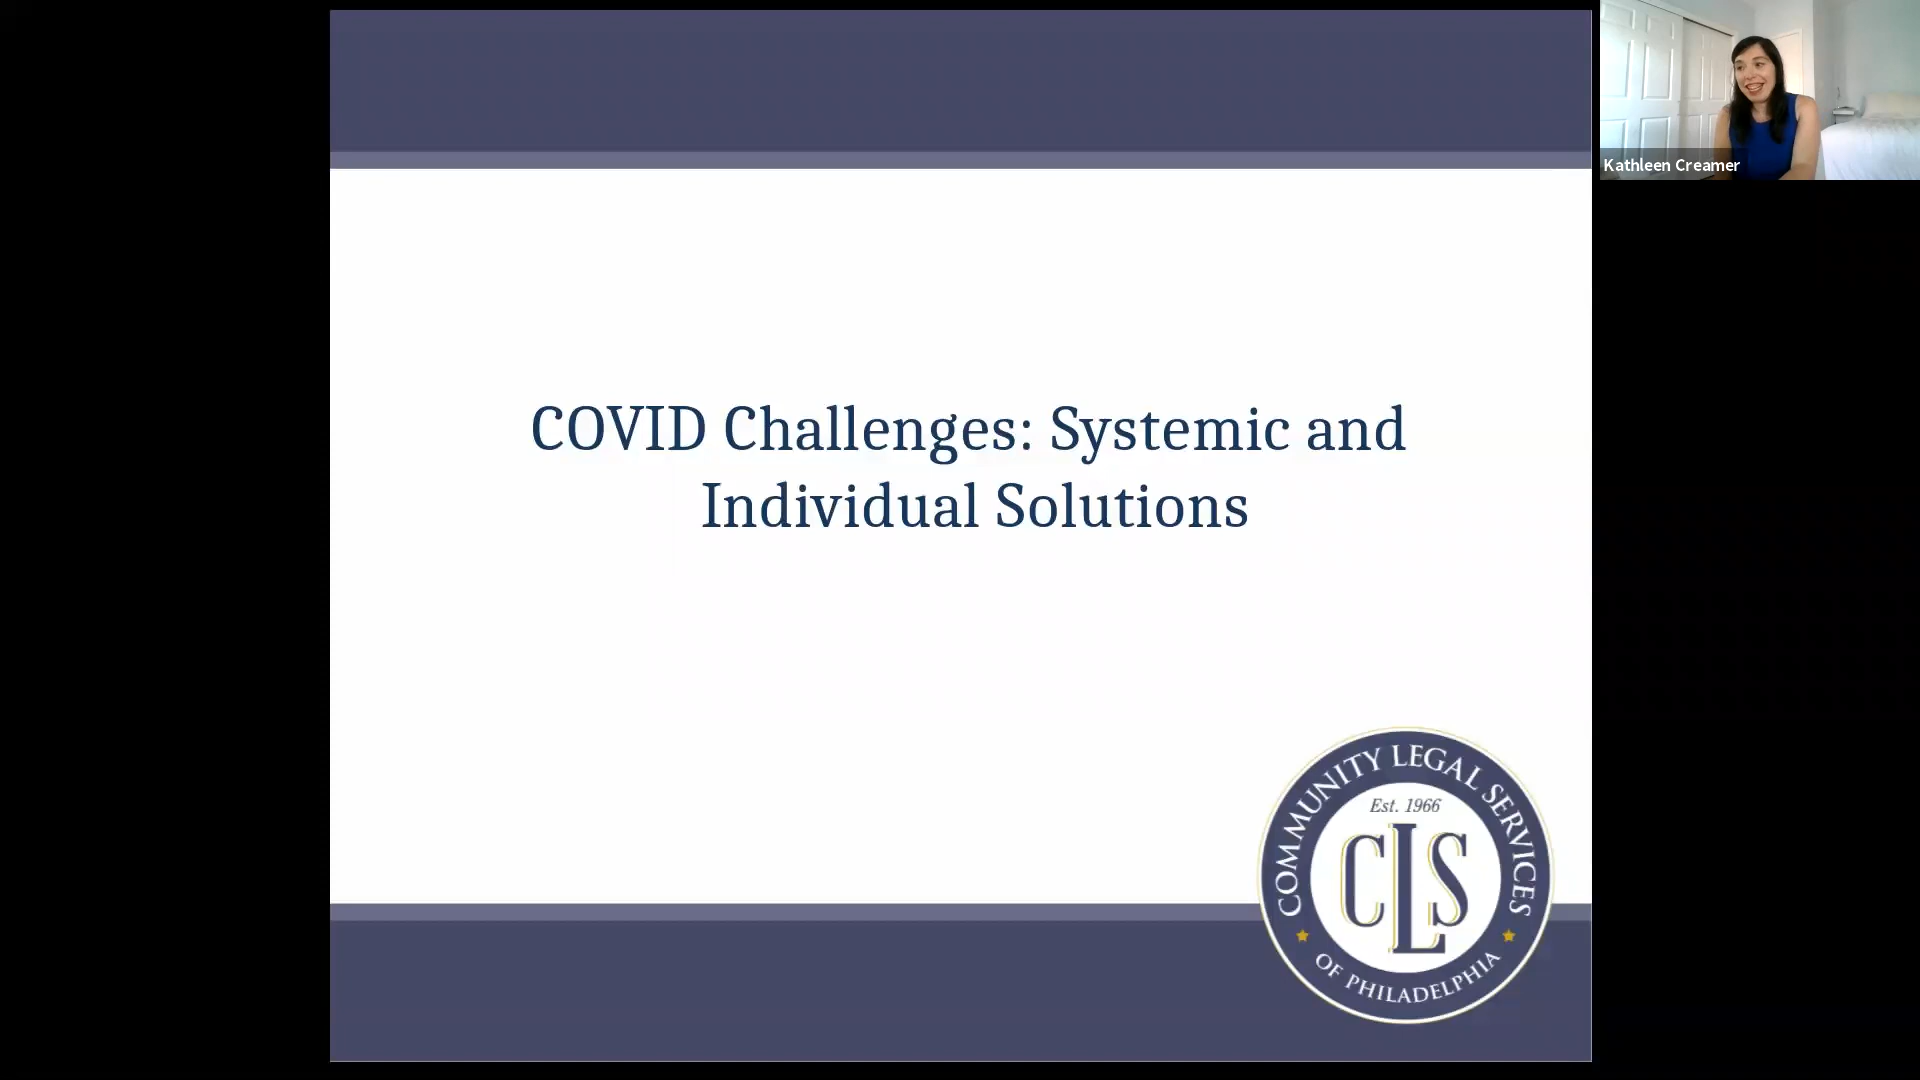 Kathleen Creamer
COVID Challenges: Systemic and
Individual Solutions
COMMUNITY LEGAL SERVICES
Est. 1966
CLS
OF PHILADELPHIA